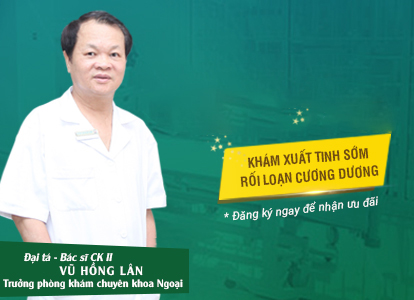 KHÁM XUẤT TINH SỚM
RỐI LOẠN CƯƠNG DƯƠNG
* Đăng ký ngay để nhận ưu đãi
Đại tá - Bác sĩ CK II
VŨ HỒNG LÂN
Trưởng phòng khám chuyên khoa Ngoại